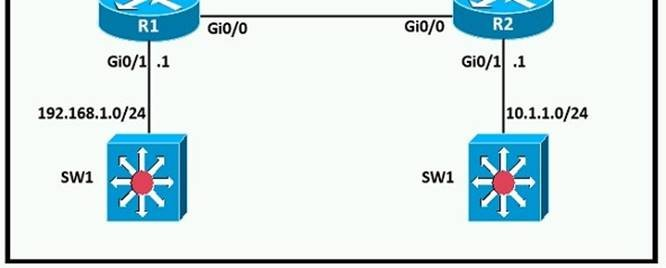 R1
R2
Gi0/0
Gi0/0
Gi0/1 .1
Gi0/1 .1
192.168.1.0/24
10.1.1.0/24
SW1
SW1